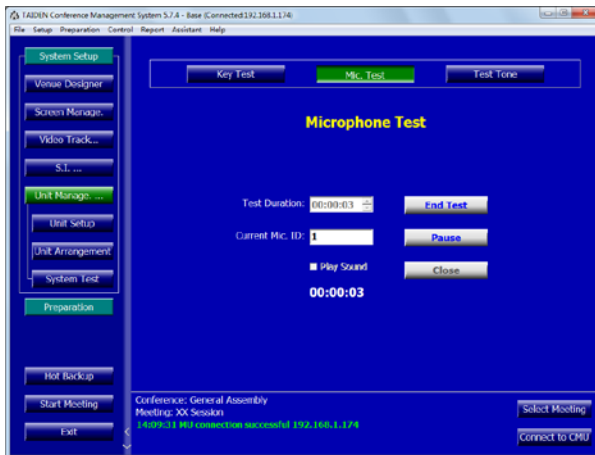 TAIDEN Conference Management System 5.7.4 - Base (Connected:192.168.1.174)
File Setup Preparation Control Report Assistant Help
System Setup
Venue Designer
Screen Manage.
Video Track...
S.I. ...
Unit Manage. ...
Unit Setup
Unit Arrangement
System Test
Preparation
Hot Backup
Start Meeting
Exit
Key Test
Mic. Test
Test Tone
Microphone Test
Test Duration: 00:00:03
End Test
Current Mic. ID: 1
Pause
Play Sound
Close
00:00:03
Conference: General Assembly
Meeting: XX Session
14:09:31 MU connection successful 192.168.1.174
Select Meeting
Connect to CMU